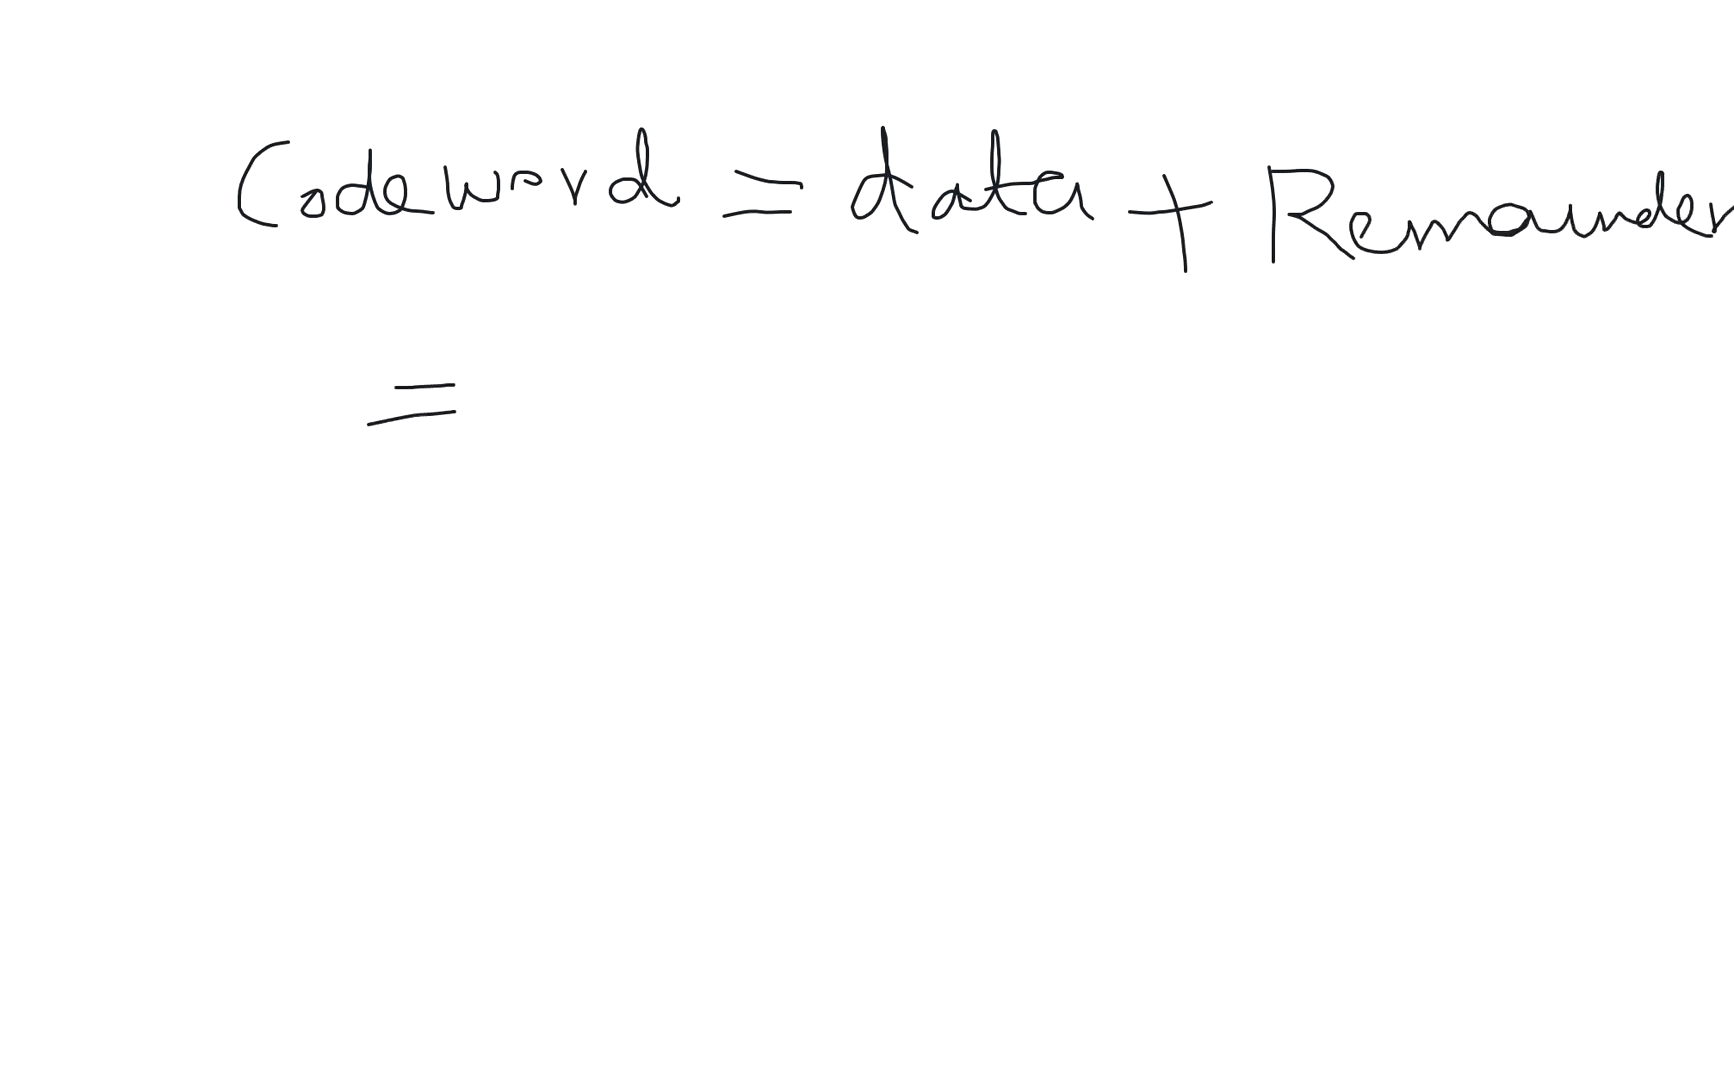 Codeword = data + Remainder
=